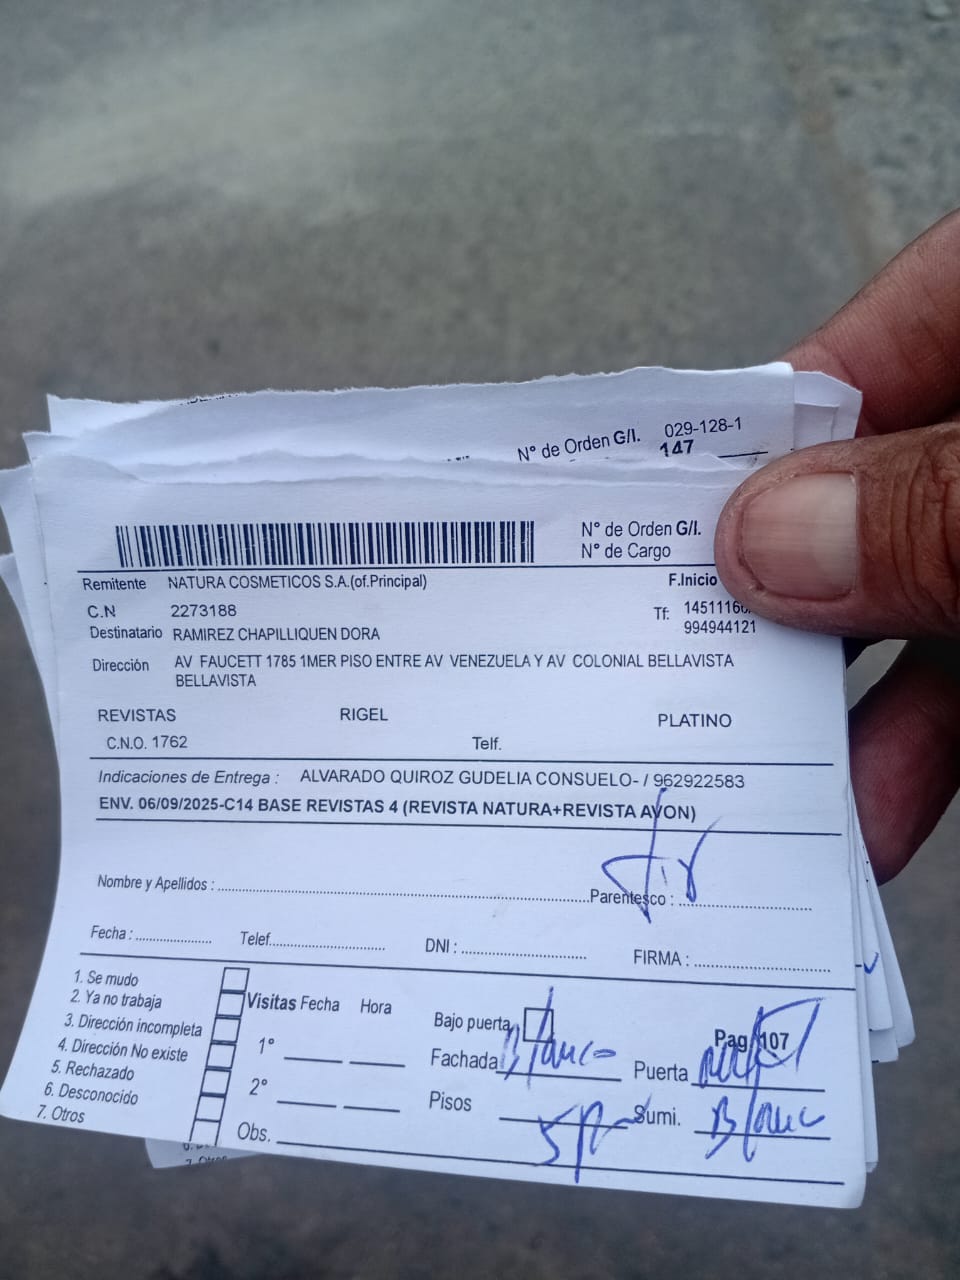 N° de Orden G/I. 029-128-1
147
N° de Orden G/I.
N° de Cargo
Remitente NATURA COSMETICOS S.A.(of.Principal)
F.Inicio
C.N 2273188
Tf: 14511160
Destinatario RAMIREZ CHAPILLIQUEN DORA
994944121
Dirección AV FAUCETT 1785 1MER PISO ENTRE AV VENEZUELA Y AV COLONIAL BELLAVISTA
BELLAVISTA
REVISTAS RIGEL PLATINO
C.N.O. 1762 Telf.
Indicaciones de Entrega : ALVARADO QUIROZ GUDELIA CONSUELO- / 962922583
ENV. 06/09/2025-C14 BASE REVISTAS 4 (REVISTA NATURA+REVISTA AVON)
Nombre y Apellidos : Parentesco :
Fecha : Telef. DNI : FIRMA :
1. Se mudo
2. Ya no trabaja
3. Dirección incompleta
4. Dirección No existe
5. Rechazado
6. Desconocido
7. Otros
Visitas Fecha Hora
1°
2°
Obs.
Bajo puerta
Pag/107
Fachada Blanco Puerta
Pisos 5p Sumi. Blanc
7. Otros